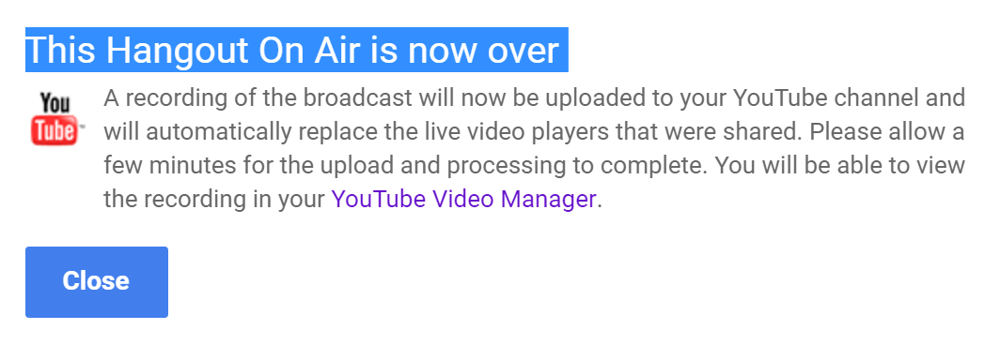 This Hangout On Air is now over
You
Tube
A recording of the broadcast will now be uploaded to your YouTube channel and
will automatically replace the live video players that were shared. Please allow a
few minutes for the upload and processing to complete. You will be able to view
the recording in your YouTube Video Manager.
Close